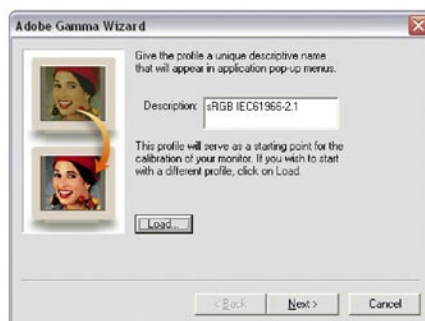 Adobe Gamma Wizard
Give the profile a unique descriptive name
that will appear in application pop-up menus.
Description: sRGB IEC61966-2.1
This profile will serve as a starting point for the
calibration of your monitor. If you wish to start
with a different profile, click on Load.
Load...
< Back Next > Cancel